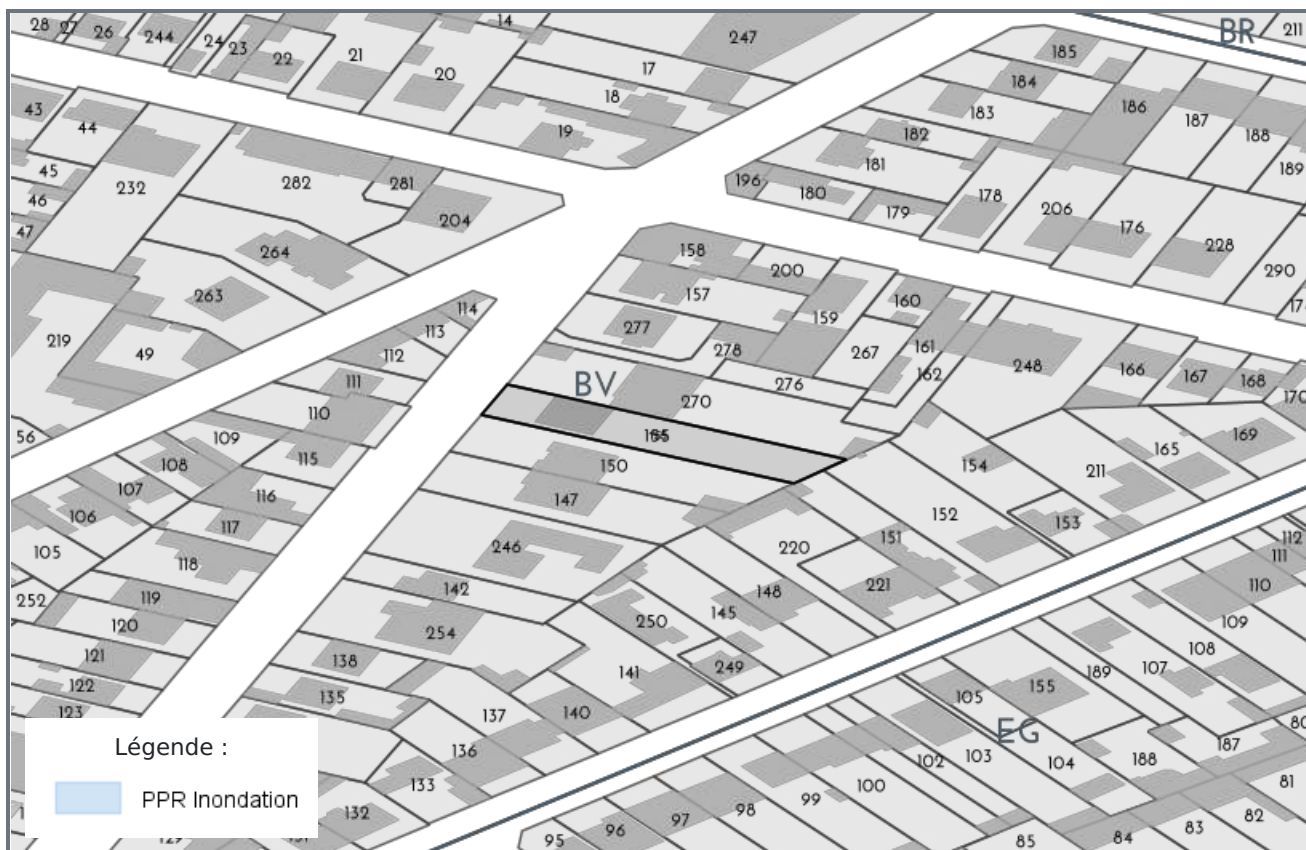 28 27 26 244 24 23 22 21 20 14 17 247 BR 211
18 19 185 184 183 186 187 188 189
43 44 45 46 47 232 282 281 204
182 181 196 180 179 178 206 176 228 290
264 263 158 200 157 159 160
219 49 114 113 112 111 110 277 278 267 161 162 248 166 167 168 170
BV 276 270
56 109 108 107 106 105 115 116 117 118
150 147 154 211 165 169
246 152 153 151 220 221 148 145
252 119 120 121 122 123 142 254 250 138 135
141 249 137 140 136 133 132
112 111 110 109 108 107 189 155 105
EG
103 102 104 188 187 80 81 82 83 84 85
100 99 98 97 96 95 129
Légende :
PPR Inondation